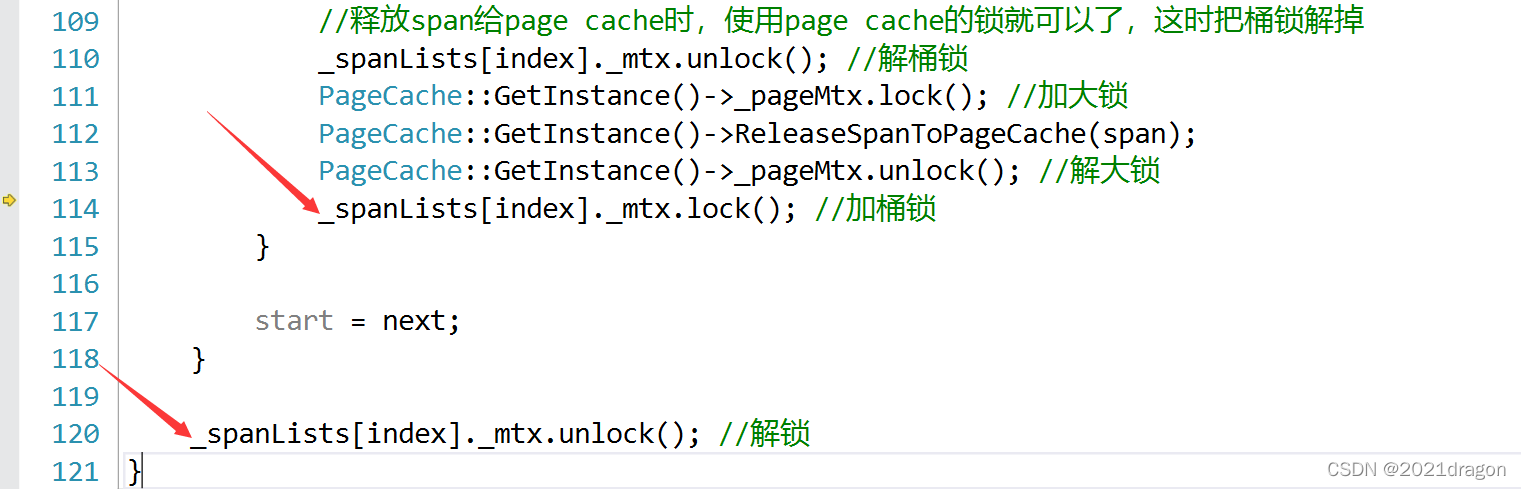 109 //释放span给page cache时，使用page cache的锁就可以了，这时把桶锁解掉
110 _spanLists[index]._mtx.unlock(); //解桶锁
111 PageCache::GetInstance()->_pageMtx.lock(); //加大锁
112 PageCache::GetInstance()->ReleaseSpanToPageCache(span);
113 PageCache::GetInstance()->_pageMtx.unlock(); //解大锁
114 _spanLists[index]._mtx.lock(); //加桶锁
115 }
116
117 start = next;
118 }
119
120 _spanLists[index]._mtx.unlock(); //解锁
121 }
CSDN @2021dragon